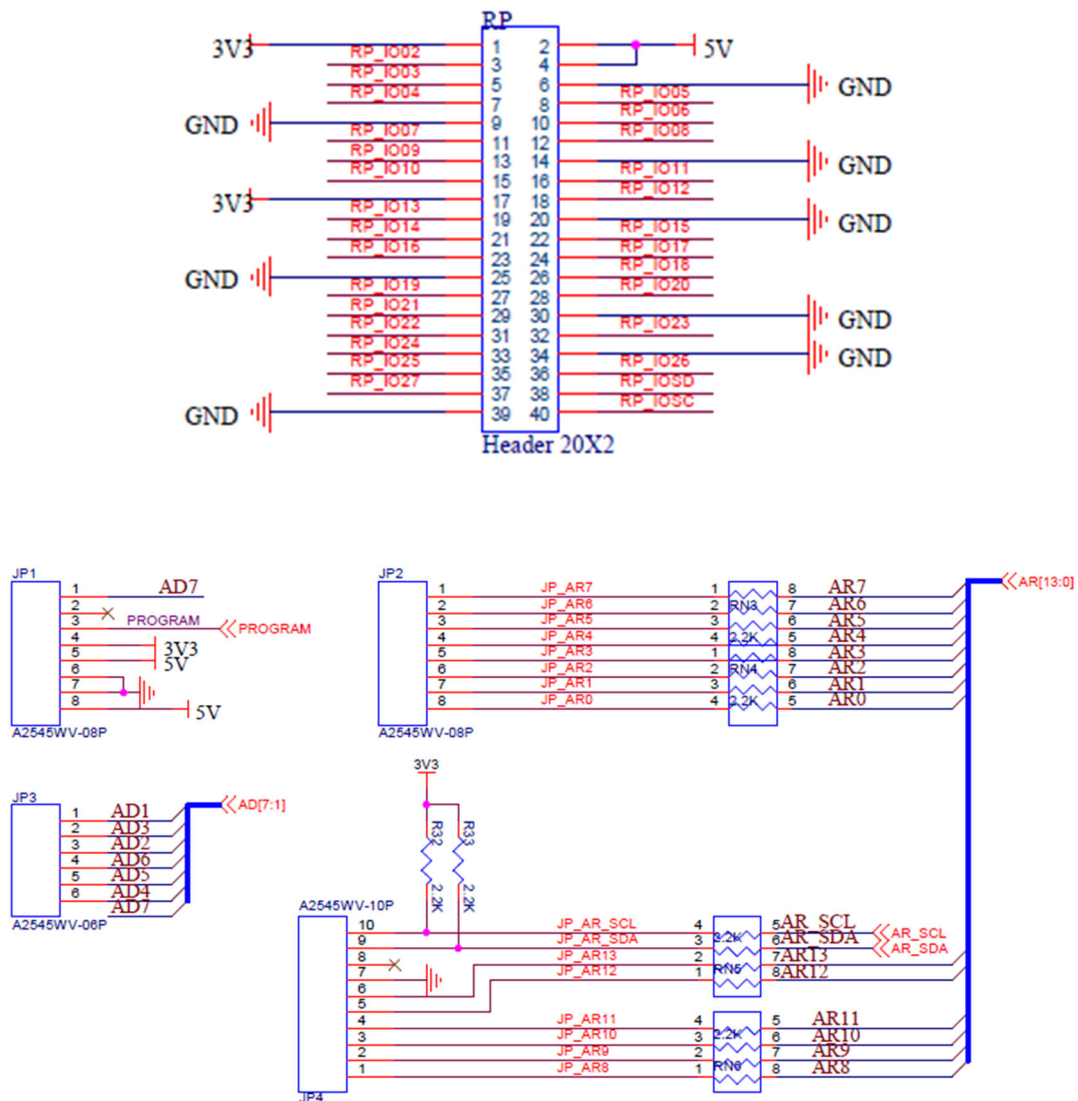 RP
3V3 1 2 5V
RP_IO02 3 4
RP_IO03 5 6 GND
RP_IO04 7 8 RP_IO05
GND 9 10 RP_IO06
RP_IO07 11 12 RP_IO08
RP_IO09 13 14 GND
RP_IO10 15 16 RP_IO11
3V3 17 18 RP_IO12
RP_IO13 19 20 GND
RP_IO14 21 22 RP_IO15
RP_IO16 23 24 RP_IO17
GND 25 26 RP_IO18
RP_IO19 27 28 RP_IO20
RP_IO21 29 30 GND
RP_IO22 31 32 RP_IO23
RP_IO24 33 34 GND
RP_IO25 35 36 RP_IO26
RP_IO27 37 38 RP_IOSD
GND 39 40 RP_IOSC
Header 20X2
JP1
1 AD7
2
3 PROGRAM PROGRAM
4 3V3
5 5V
6
7
8 5V
A2545WV-08P
JP2
1 JP_AR7 1 8 AR7
2 JP_AR6 2 RN3 7 AR6
3 JP_AR5 3 6 AR5
4 JP_AR4 4 2.2K 5 AR4
5 JP_AR3 1 8 AR3
6 JP_AR2 2 RN4 7 AR2
7 JP_AR1 3 6 AR1
8 JP_AR0 4 2.2K 5 AR0
A2545WV-08P
AR[13:0]
JP3
1 AD1
2 AD3
3 AD2
4 AD6
5 AD5
6 AD4
AD7
A2545WV-06P
AD[7:1]
3V3
R32 R33
2.2K 2.2K
A2545WV-10P
10 JP_AR_SCL 4 5 AR_SCL AR_SCL
9 JP_AR_SDA 3 2.2K 6 AR_SDA AR_SDA
8 JP_AR13 2 7 AR13
7 JP_AR12 1 RN5 8 AR12
6
5
4 JP_AR11 4 5 AR11
3 JP_AR10 3 2.2K 6 AR10
2 JP_AR9 2 7 AR9
1 JP_AR8 1 RN6 8 AR8
JP4